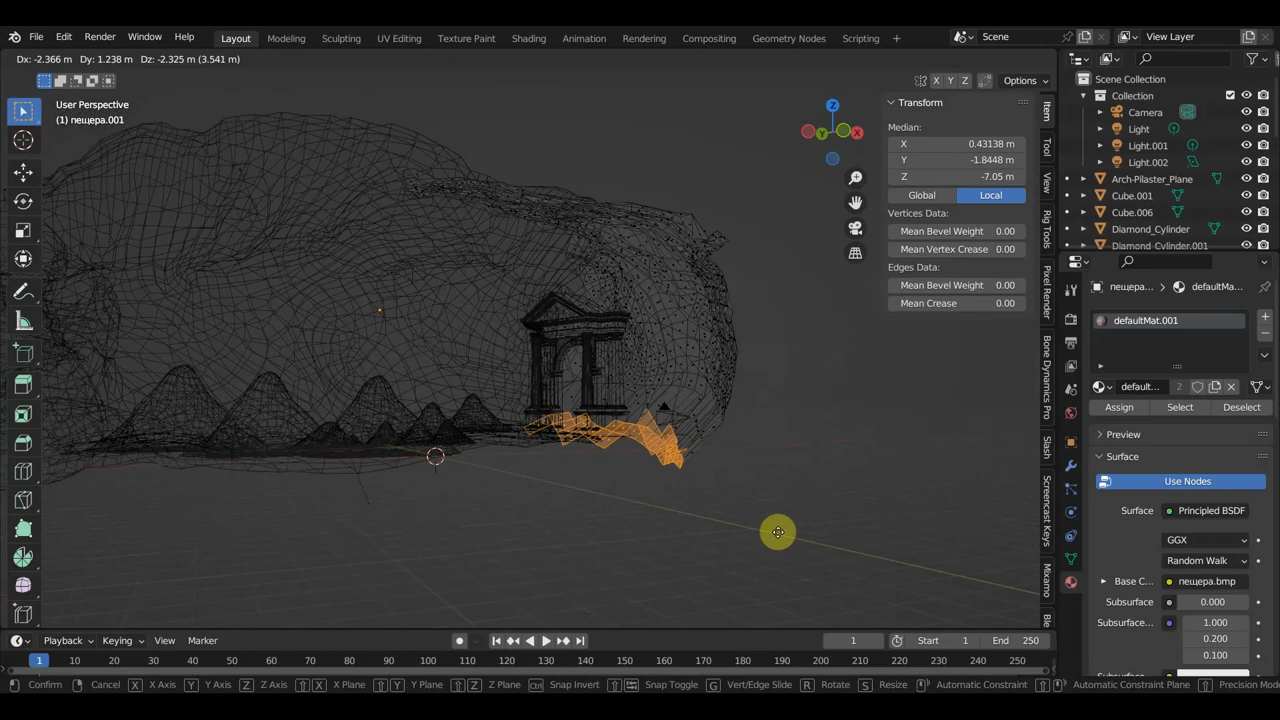 File Edit Render Window Help Layout Modeling Sculpting UV Editing Texture Paint Shading Animation Rendering Compositing Geometry Nodes Scripting + Scene View Layer
Dx: -2.366 m Dy: 1.238 m Dz: -2.325 m (3.541 m)
X Y Z Options
User Perspective
(1) пещера.001
Transform
Median:
X 0.43138 m
Y -1.8448 m
Z -7.05 m
Global Local
Vertices Data:
Mean Bevel Weight 0.00
Mean Vertex Crease 0.00
Edges Data:
Mean Bevel Weight 0.00
Mean Crease 0.00
Z
Y X
Item
Tool
View
Rig Tools
Pixel Render
Bone Dynamics Pro
Slash
Screencast Keys
Mixamo
Ble
Scene Collection
Collection
Camera
Light
Light.001
Light.002
Arch-Pilaster_Plane
Cube.001
Cube.006
Diamond_Cylinder
Diamond_Cylinder.001
пещера... defaultMa...
defaultMat.001
default... 2
Assign Select Deselect
Preview
Surface
Use Nodes
Surface Principled BSDF
GGX
Random Walk
Base C... пещера.bmp
Subsurface 0.000
Subsurface... 1.000
0.200
0.100
Playback Keying View Marker 1 Start 1 End 250
1 10 20 30 40 50 60 70 80 90 100 110 120 130 140 150 160 170 180 190 200 210 220 230 240 250
Confirm Cancel X X Axis Y Y Axis Z Z Axis X X Plane Y Y Plane Z Z Plane Ctrl Snap Invert Snap Toggle G Vert/Edge Slide R Rotate S Resize Automatic Constraint Automatic Constraint Plane Precision Mode